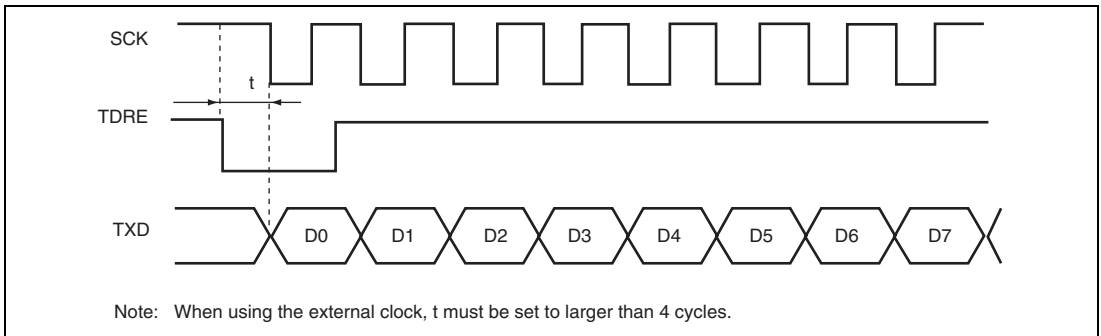 SCK
t
TDRE
TXD
D0 D1 D2 D3 D4 D5 D6 D7
Note: When using the external clock, t must be set to larger than 4 cycles.